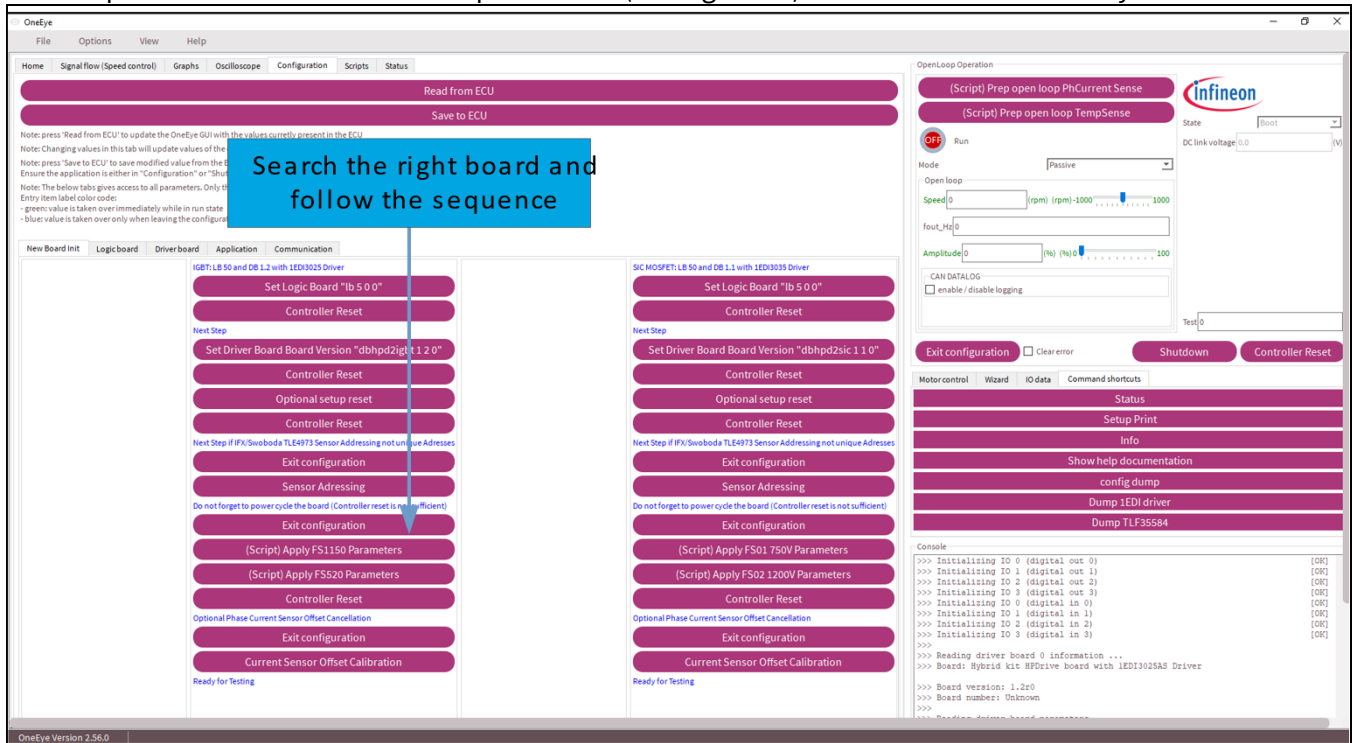 OneEye
File Options View Help
Home Signal flow (Speed control) Graphs Oscilloscope Configuration Scripts Status
Read from ECU
Save to ECU
Note: press 'Read from ECU' to update the OneEye GUI with the values curretly present in the ECU
Note: Changing values in this tab will update values of the
Note: press 'Save to ECU' to save modified value from the E
Ensure the application is either in "Configuration" or "Shut
Note: The below tabs gives access to all parameters. Only th
Entry item label color code:
- green: value is taken over immediately while in run state
- blue: value is taken over only when leaving the configurat
Search the right board and
follow the sequence
New Board Init Logic board Driver board Application Communication
IGBT: LB 50 and DB 1.2 with 1EDI3025 Driver
Set Logic Board "lb 5 0 0"
Controller Reset
Next Step
Set Driver Board Board Version "dbhpd2igbt 1 2 0"
Controller Reset
Optional setup reset
Controller Reset
Next Step if IFX/Swoboda TLE4973 Sensor Addressing not unique Adresses
Exit configuration
Sensor Adressing
Do not forget to power cycle the board (Controller reset is not sufficient)
Exit configuration
(Script) Apply FS1150 Parameters
(Script) Apply FS520 Parameters
Controller Reset
Optional Phase Current Sensor Offset Cancellation
Exit configuration
Current Sensor Offset Calibration
Ready for Testing
SIC MOSFET: LB 50 and DB 1.1 with 1EDI3035 Driver
Set Logic Board "lb 5 0 0"
Controller Reset
Next Step
Set Driver Board Board Version "dbhpd2sic 1 1 0"
Controller Reset
Optional setup reset
Controller Reset
Next Step if IFX/Swoboda TLE4973 Sensor Addressing not unique Adresses
Exit configuration
Sensor Adressing
Do not forget to power cycle the board (Controller reset is not sufficient)
Exit configuration
(Script) Apply FS01 750V Parameters
(Script) Apply FS02 1200V Parameters
Controller Reset
Optional Phase Current Sensor Offset Cancellation
Exit configuration
Current Sensor Offset Calibration
Ready for Testing
OpenLoop Operation
(Script) Prep open loop PhCurrent Sense
(Script) Prep open loop TempSense
OFF Run
Mode Passive
Open loop
Speed 0 (rpm) (rpm) -1000 1000
fout_Hz 0
Amplitude 0 (%) (%) 0 100
CAN DATALOG
enable / disable logging
infineon
State Boot
DC link voltage 0.0 (V)
Test 0
Exit configuration Clear error Shutdown Controller Reset
Motor control Wizard IO data Command shortcuts
Status
Setup Print
Info
Show help documentation
config dump
Dump 1EDI driver
Dump TLF35584
Console
>>> Initializing IO 0 (digital out 0) [OK]
>>> Initializing IO 1 (digital out 1) [OK]
>>> Initializing IO 2 (digital out 2) [OK]
>>> Initializing IO 3 (digital out 3) [OK]
>>> Initializing IO 0 (digital in 0) [OK]
>>> Initializing IO 1 (digital in 1) [OK]
>>> Initializing IO 2 (digital in 2) [OK]
>>> Initializing IO 3 (digital in 3) [OK]
>>>
>>> Reading driver board 0 information ...
>>> Board: Hybrid kit HPDrive board with 1EDI3025AS Driver
>>> Board version: 1.2r0
>>> Board number: Unknown
>>>
OneEye Version 2.56.0